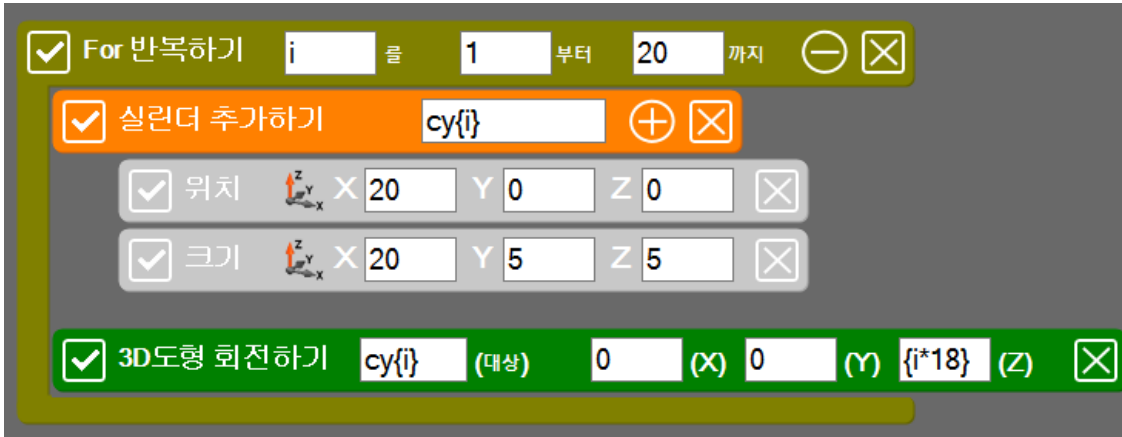 For 반복하기 i 를 1 부터 20 까지
실린더 추가하기 cy{i}
위치 Z Y X X 20 Y 0 Z 0
크기 Z Y X X 20 Y 5 Z 5
3D도형 회전하기 cy{i} (대상) 0 (X) 0 (Y) {i*18} (Z)